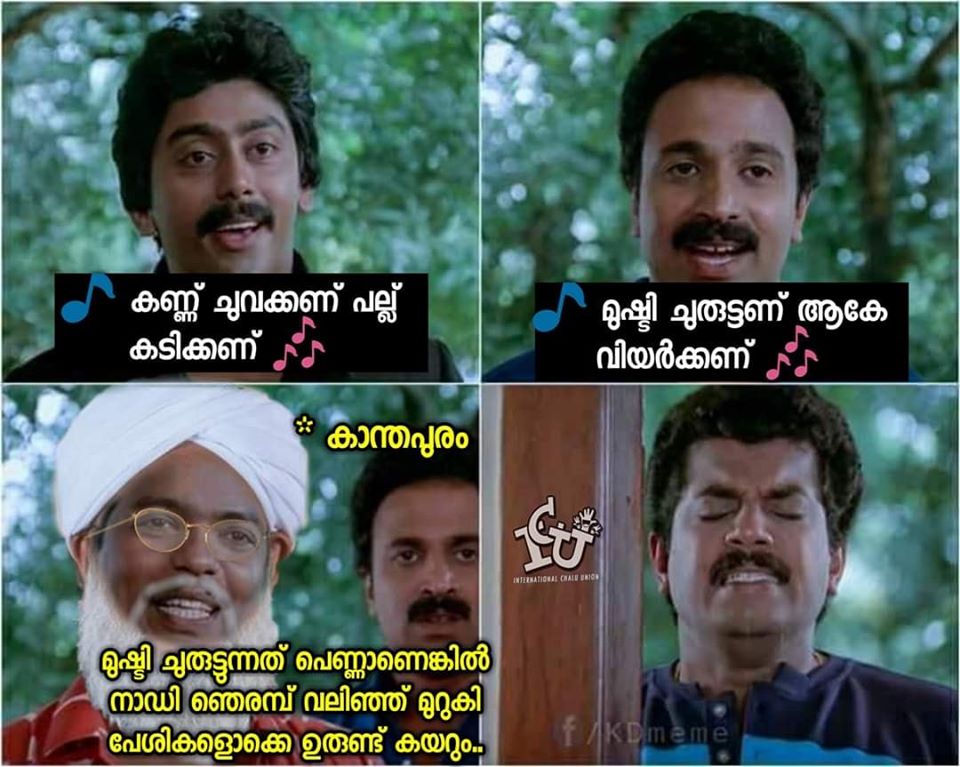 കണ്ണ് ചുവക്കണ് പല്ല്
കടിക്കണ്
മുഷ്ടി ചുരുട്ടണ് ആകേ
വിയർക്കണ്
* കാന്തപുരം
മുഷ്ടി ചുരുട്ടുന്നത് പെണ്ണാണെങ്കിൽ
നാഡി ഞെരമ്പ് വലിഞ്ഞ് മുറുകി
പേശികളൊക്കെ ഉരുണ്ട് കയറും..
ICU
INTERNATIONAL CHALU UNION
f /KDmeme